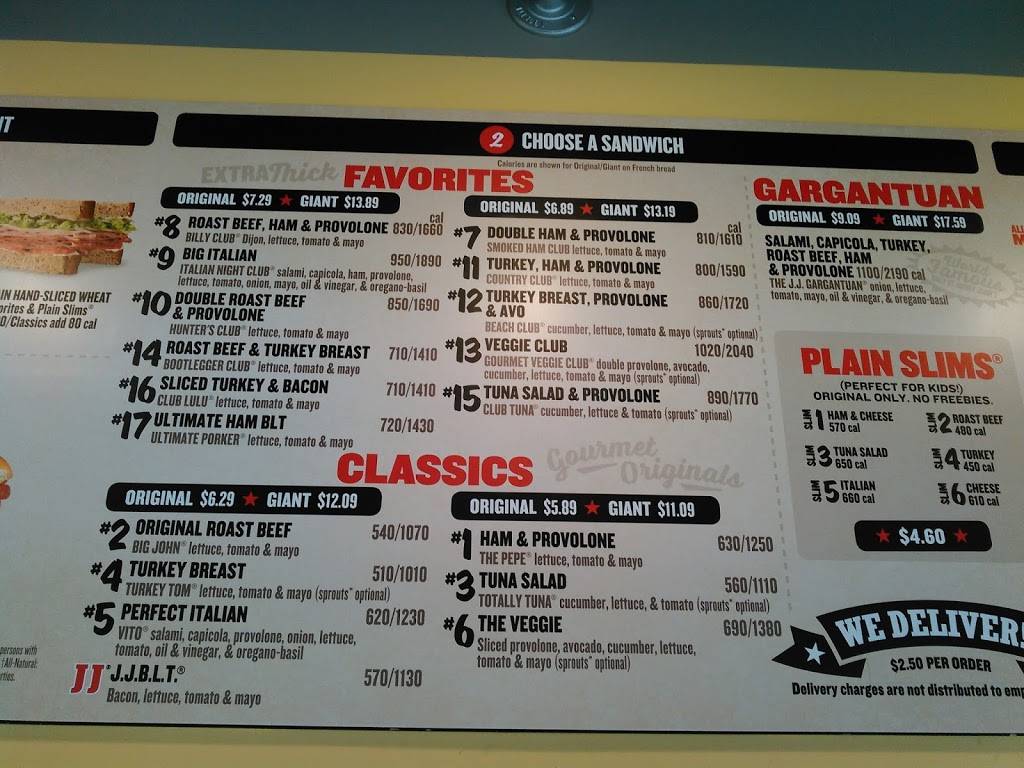 IT
2 CHOOSE A SANDWICH
Calories are shown for Original/Giant on French bread
EXTRA Thick FAVORITES
ORIGINAL $7.29 ★ GIANT $13.89
cal
#8 ROAST BEEF, HAM & PROVOLONE 830/1660
BILLY CLUB® Dijon, lettuce, tomato & mayo
#9 BIG ITALIAN 950/1890
ITALIAN NIGHT CLUB® salami, capicola, ham, provolone,
lettuce, tomato, onion, mayo, oil & vinegar, & oregano-basil
#10 DOUBLE ROAST BEEF 850/1690
& PROVOLONE
HUNTER'S CLUB® lettuce, tomato & mayo
#14 ROAST BEEF & TURKEY BREAST 710/1410
BOOTLEGGER CLUB® lettuce, tomato & mayo
#16 SLICED TURKEY & BACON 710/1410
CLUB LULU® lettuce, tomato & mayo
#17 ULTIMATE HAM BLT 720/1430
ULTIMATE PORKER® lettuce, tomato & mayo
ORIGINAL $6.89 ★ GIANT $13.19
cal
#7 DOUBLE HAM & PROVOLONE 810/1610
SMOKED HAM CLUB lettuce, tomato & mayo
#11 TURKEY, HAM & PROVOLONE 800/1590
COUNTRY CLUB® lettuce, tomato & mayo
#12 TURKEY BREAST, PROVOLONE 860/1720
& AVO
BEACH CLUB® cucumber, lettuce, tomato & mayo (sprouts* optional)
#13 VEGGIE CLUB 1020/2040
GOURMET VEGGIE CLUB® double provolone, avocado,
cucumber, lettuce, tomato & mayo (sprouts* optional)
#15 TUNA SALAD & PROVOLONE 890/1770
CLUB TUNA® cucumber, lettuce & tomato (sprouts* optional)
CLASSICS Gourmet Originals
ORIGINAL $6.29 ★ GIANT $12.09
#2 ORIGINAL ROAST BEEF 540/1070
BIG JOHN® lettuce, tomato & mayo
#4 TURKEY BREAST 510/1010
TURKEY TOM® lettuce, tomato & mayo (sprouts* optional)
#5 PERFECT ITALIAN 620/1230
VITO® salami, capicola, provolone, onion, lettuce,
tomato, oil & vinegar, & oregano-basil
JJ® J.J.B.L.T.® 570/1130
Bacon, lettuce, tomato & mayo
ORIGINAL $5.89 ★ GIANT $11.09
#1 HAM & PROVOLONE 630/1250
THE PEPE® lettuce, tomato & mayo
#3 TUNA SALAD 560/1110
TOTALLY TUNA® cucumber, lettuce, & tomato (sprouts* optional)
#6 THE VEGGIE 690/1380
Sliced provolone, avocado, cucumber, lettuce,
tomato & mayo (sprouts* optional)
GARGANTUAN
ORIGINAL $9.09 ★ GIANT $17.59
SALAMI, CAPICOLA, TURKEY,
ROAST BEEF, HAM
& PROVOLONE 1100/2190 cal
THE J.J. GARGANTUAN® onion, lettuce,
tomato, mayo, oil & vinegar, & oregano-basil
PLAIN SLIMS®
(PERFECT FOR KIDS!)
ORIGINAL ONLY. NO FREEBIES.
SLIM 1 HAM & CHEESE
570 cal
SLIM 2 ROAST BEEF
480 cal
SLIM 3 TUNA SALAD
650 cal
SLIM 4 TURKEY
450 cal
SLIM 5 ITALIAN
660 cal
SLIM 6 CHEESE
610 cal
★ $4.60 ★
WE DELIVER
$2.50 PER ORDER
Delivery charges are not distributed to
IN HAND-SLICED WHEAT
& Plain Slims®
0/Classics add 80 cal
persons with
†All-Natural
ALL